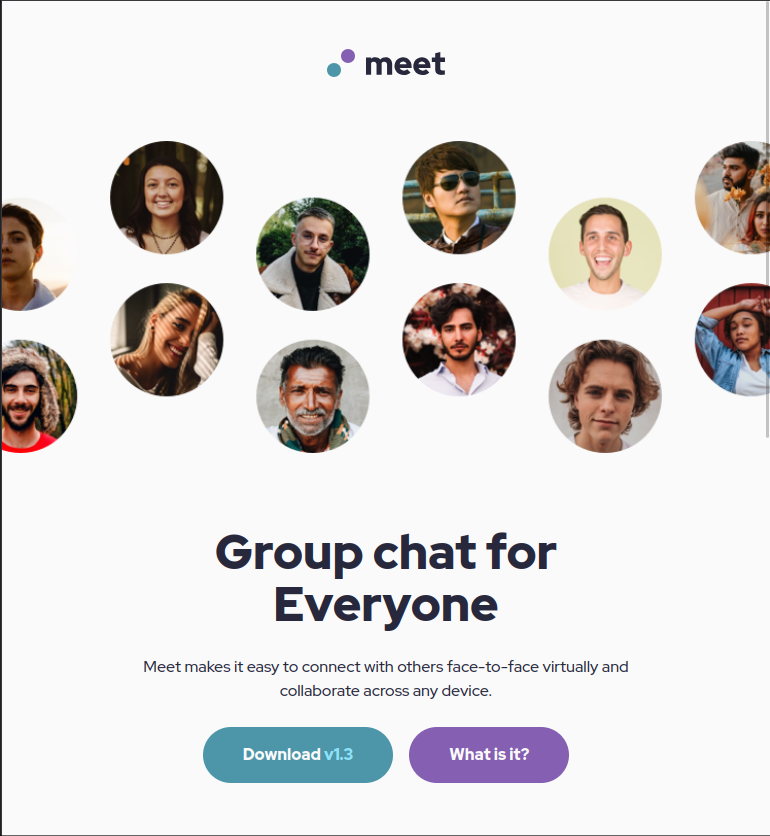 meet
Group chat for
Everyone
Meet makes it easy to connect with others face-to-face virtually and
collaborate across any device.
Download v1.3
What is it?